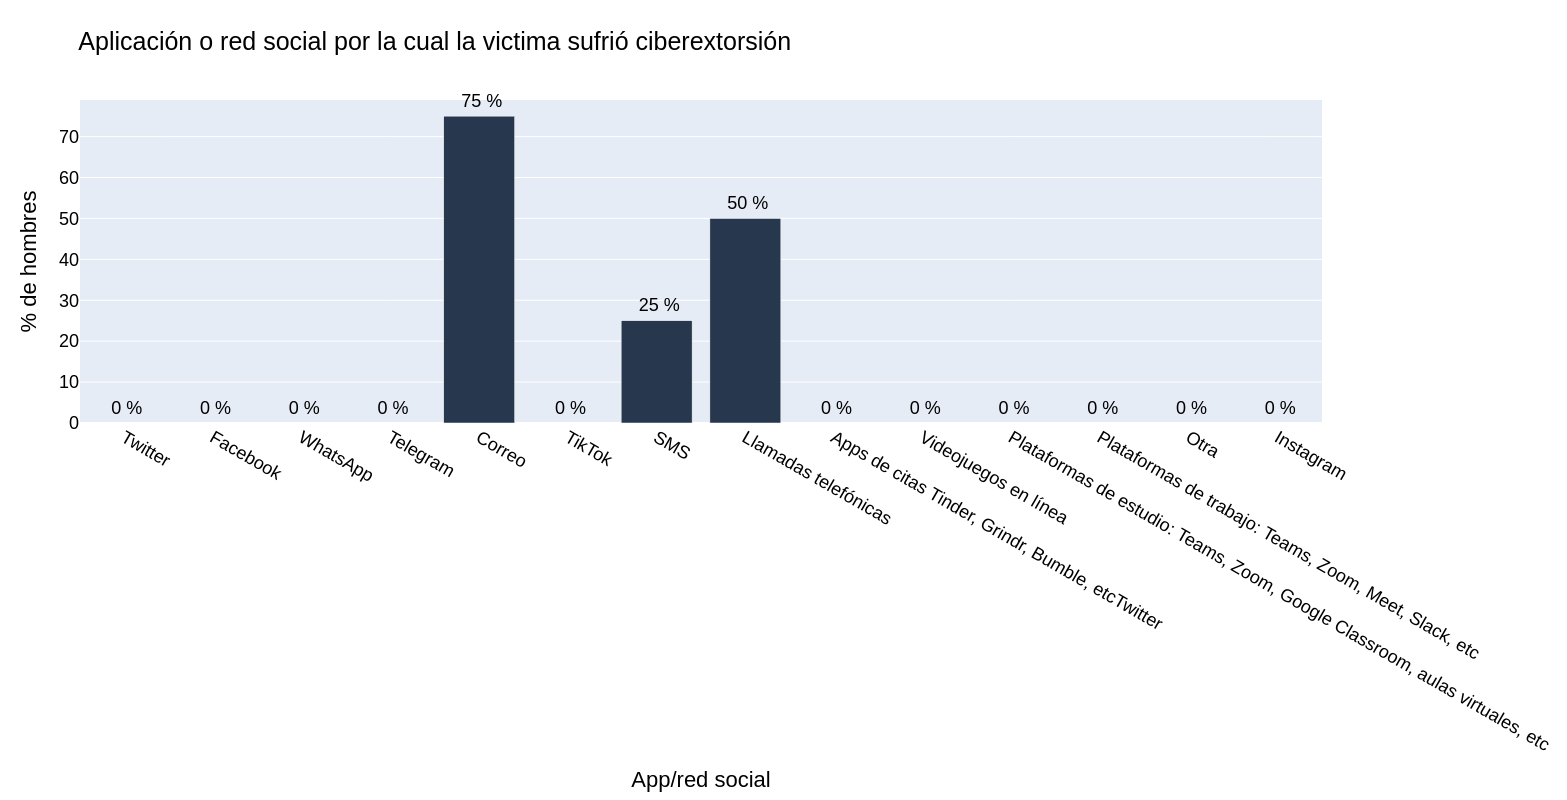 Aplicación o red social por la cual la victima sufrió ciberextorsión
% de hombres
70
60
50
40
30
20
10
0
0 %
0 %
0 %
0 %
75 %
0 %
25 %
50 %
0 %
0 %
0 %
0 %
0 %
0 %
Twitter
Facebook
WhatsApp
Telegram
Correo
TikTok
SMS
Llamadas telefónicas
Apps de citas Tinder, Grindr, Bumble, etcTwitter
Videojuegos en línea
Plataformas de estudio: Teams, Zoom, Google Classroom, aulas virtuales, etc
Plataformas de trabajo: Teams, Zoom, Meet, Slack, etc
Otra
Instagram
App/red social